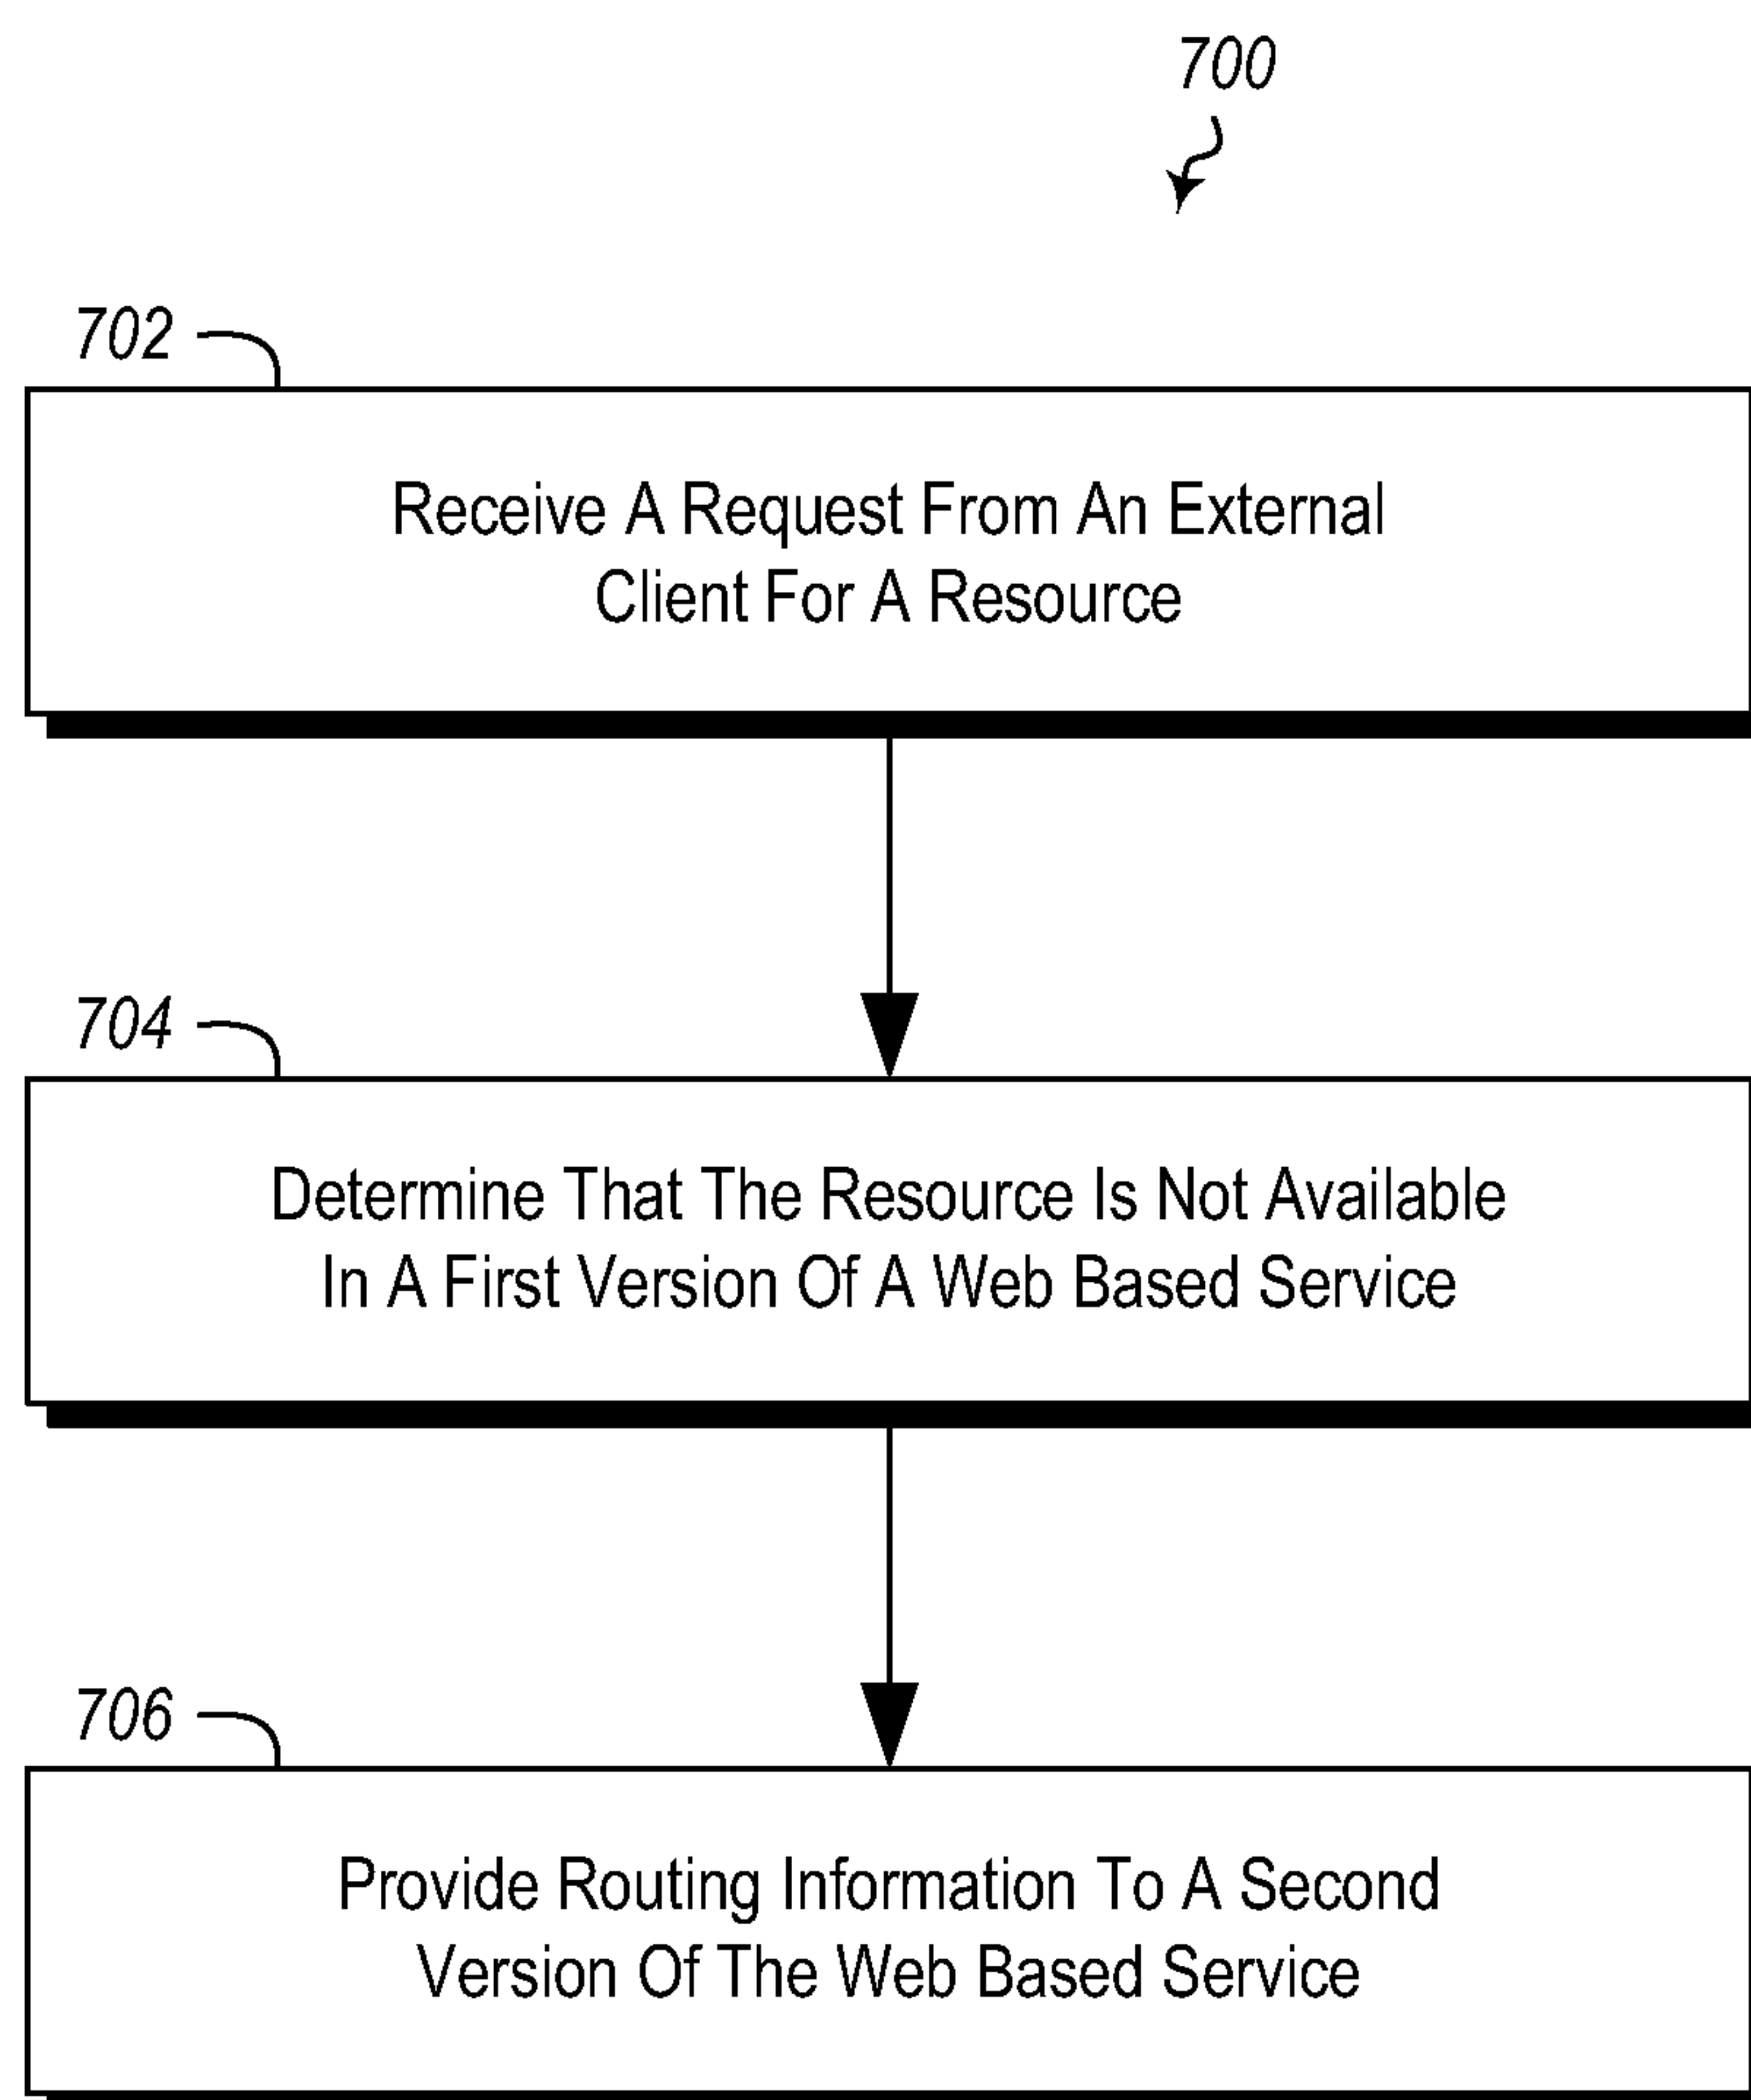 700
702
Receive A Request From An External
Client For A Resource
704
Determine That The Resource Is Not Available
In A First Version Of A Web Based Service
706
Provide Routing Information To A Second
Version Of The Web Based Service